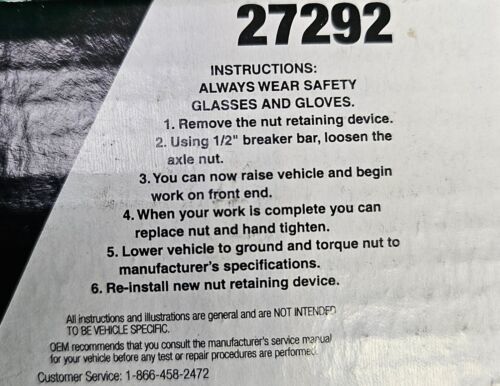 27292
INSTRUCTIONS:
ALWAYS WEAR SAFETY
GLASSES AND GLOVES.
1. Remove the nut retaining device.
2. Using 1/2" breaker bar, loosen the
axle nut.
3. You can now raise vehicle and begin
work on front end.
4. When your work is complete you can
replace nut and hand tighten.
5. Lower vehicle to ground and torque nut to
manufacturer's specifications.
6. Re-install new nut retaining device.
All instructions and illustrations are general and are NOT INTENDED
TO BE VEHICLE SPECIFIC.
OEM recommends that you consult the manufacturer's service manual
for your vehicle before any test or repair procedures are performed.
Customer Service: 1-866-458-2472